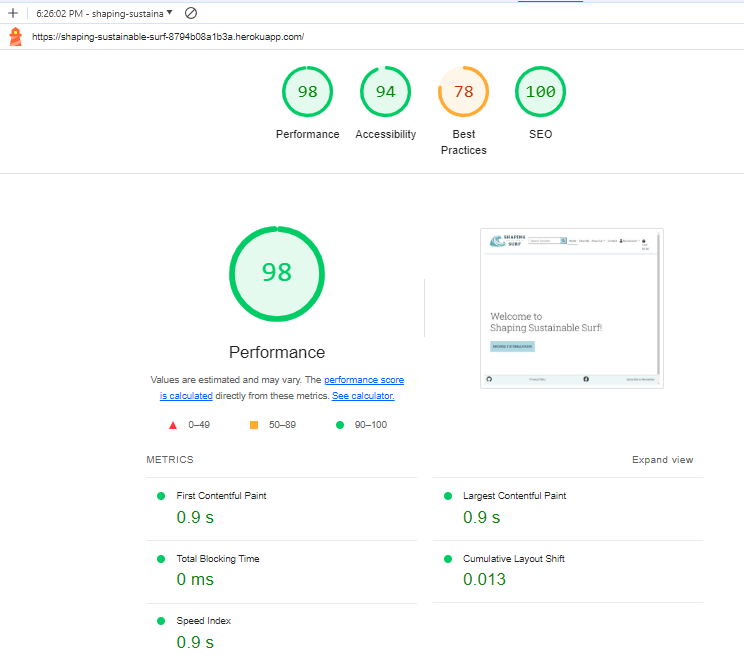 6:26:02 PM - shaping-sustaina
https://shaping-sustainable-surf-8794b08a1b3a.herokuapp.com/
98 94 78 100
Performance Accessibility Best Practices SEO
98
Performance
Values are estimated and may vary. The performance score
is calculated directly from these metrics. See calculator.
0–49 50–89 90–100
SHAPING
SURF
Welcome to
Shaping Sustainable Surf!
METRICS Expand view
First Contentful Paint
0.9 s
Largest Contentful Paint
0.9 s
Total Blocking Time
0 ms
Cumulative Layout Shift
0.013
Speed Index
0.9 s